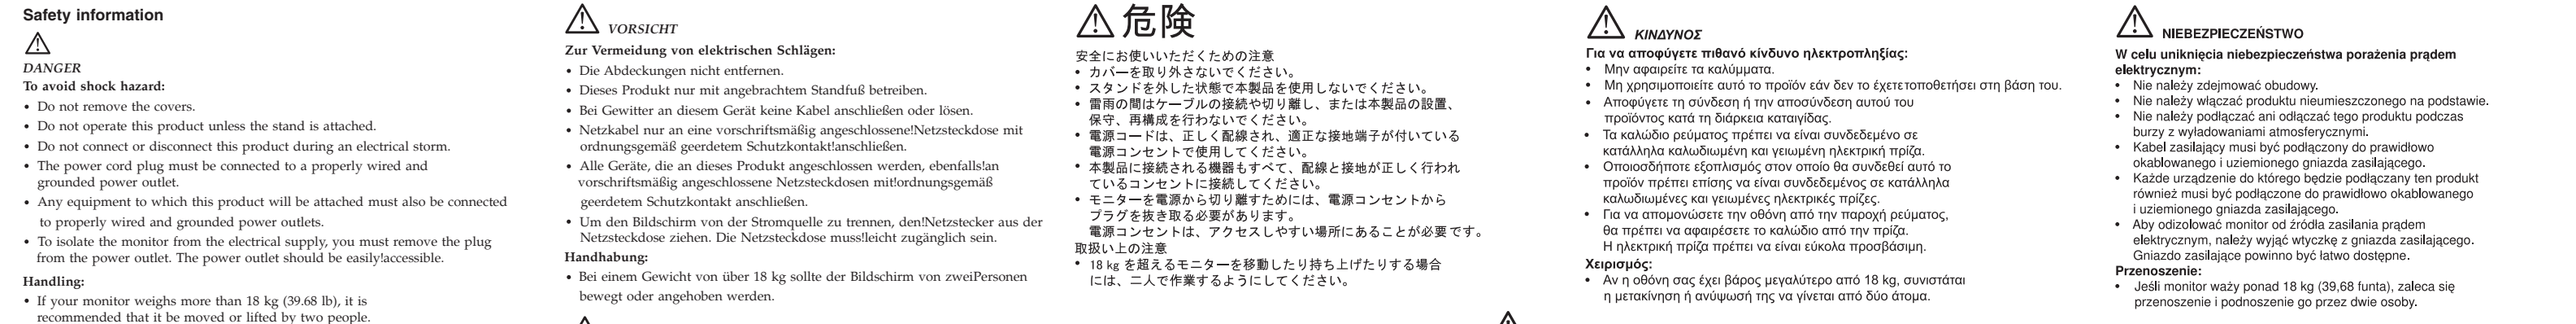 Safety information
DANGER
To avoid shock hazard:
• Do not remove the covers.
• Do not operate this product unless the stand is attached.
• Do not connect or disconnect this product during an electrical storm.
• The power cord plug must be connected to a properly wired and
grounded power outlet.
• Any equipment to which this product will be attached must also be connected
to properly wired and grounded power outlets.
• To isolate the monitor from the electrical supply, you must remove the plug
from the power outlet. The power outlet should be easily!accessible.
Handling:
• If your monitor weighs more than 18 kg (39.68 lb), it is
recommended that it be moved or lifted by two people.
VORSICHT
Zur Vermeidung von elektrischen Schlägen:
• Die Abdeckungen nicht entfernen.
• Dieses Produkt nur mit angebrachtem Standfuß betreiben.
• Bei Gewitter an diesem Gerät keine Kabel anschließen oder lösen.
• Netzkabel nur an eine vorschriftsmäßig angeschlossene!Netzsteckdose mit
ordnungsgemäß geerdetem Schutzkontakt!anschließen.
• Alle Geräte, die an dieses Produkt angeschlossen werden, ebenfalls!an
vorschriftsmäßig angeschlossene Netzsteckdosen mit!ordnungsgemäß
geerdetem Schutzkontakt anschließen.
• Um den Bildschirm von der Stromquelle zu trennen, den!Netzstecker aus der
Netzsteckdose ziehen. Die Netzsteckdose muss!leicht zugänglich sein.
Handhabung:
• Bei einem Gewicht von über 18 kg sollte der Bildschirm von zweiPersonen
bewegt oder angehoben werden.
危険
安全にお使いいただくための注意
• カバーを取り外さないでください。
• スタンドを外した状態で本製品を使用しないでください。
• 雷雨の間はケーブルの接続や切り離し、または本製品の設置、
保守、再構成を行わないでください。
• 電源コードは、正しく配線され、適正な接地端子が付いている
電源コンセントで使用してください。
• 本製品に接続される機器もすべて、配線と接地が正しく行われ
ているコンセントに接続してください。
• モニターを電源から切り離すためには、電源コンセントから
プラグを抜き取る必要があります。
電源コンセントは、アクセスしやすい場所にあることが必要です。
取扱い上の注意
• 18 kg を超えるモニターを移動したり持ち上げたりする場合
には、二人で作業するようにしてください。
ΚΙΝΔΥΝΟΣ
Για να αποφύγετε πιθανό κίνδυνο ηλεκτροπληξίας:
• Μην αφαιρείτε τα καλύμματα.
• Μη χρησιμοποιείτε αυτό το προϊόν εάν δεν το έχετετοποθετήσει στη βάση του.
• Αποφύγετε τη σύνδεση ή την αποσύνδεση αυτού του
προϊόντος κατά τη διάρκεια καταιγίδας.
• Τα καλώδιο ρεύματος πρέπει να είναι συνδεδεμένο σε
κατάλληλα καλωδιωμένη και γειωμένη ηλεκτρική πρίζα.
• Οποιοσδήποτε εξοπλισμός στον οποίο θα συνδεθεί αυτό το
προϊόν πρέπει επίσης να είναι συνδεδεμένος σε κατάλληλα
καλωδιωμένες και γειωμένες ηλεκτρικές πρίζες.
• Για να απομονώσετε την οθόνη από την παροχή ρεύματος,
θα πρέπει να αφαιρέσετε το καλώδιο από την πρίζα.
Η ηλεκτρική πρίζα πρέπει να είναι εύκολα προσβάσιμη.
Χειρισμός:
• Αν η οθόνη σας έχει βάρος μεγαλύτερο από 18 kg, συνιστάται
η μετακίνηση ή ανύψωσή της να γίνεται από δύο άτομα.
NIEBEZPIECZEŃSTWO
W celu uniknięcia niebezpieczeństwa porażenia prądem
elektrycznym:
• Nie należy zdejmować obudowy.
• Nie należy włączać produktu nieumieszczonego na podstawie.
• Nie należy podłączać ani odłączać tego produktu podczas
burzy z wyładowaniami atmosferycznymi.
• Kabel zasilający musi być podłączony do prawidłowo
okablowanego i uziemionego gniazda zasilającego.
• Każde urządzenie do którego będzie podłączany ten produkt
również musi być podłączone do prawidłowo okablowanego
i uziemionego gniazda zasilającego.
• Aby odizolować monitor od źródła zasilania prądem
elektrycznym, należy wyjąć wtyczkę z gniazda zasilającego.
Gniazdo zasilające powinno być łatwo dostępne.
Przenoszenie:
• Jeśli monitor waży ponad 18 kg (39,68 funta), zaleca się
przenoszenie i podnoszenie go przez dwie osoby.